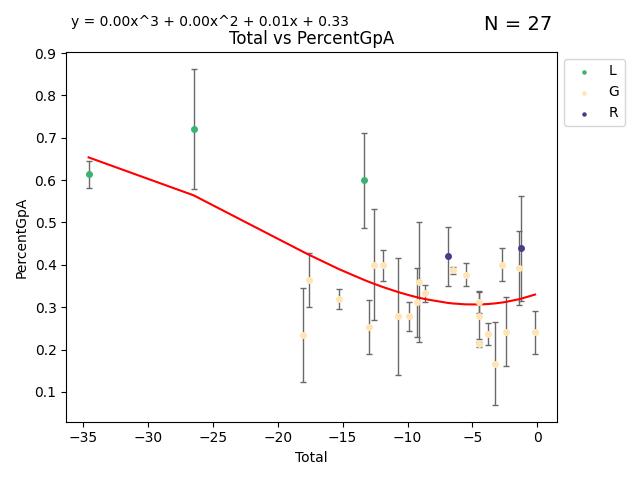 y = 0.00x^3 + 0.00x^2 + 0.01x + 0.33
N = 27
Total vs PercentGpA
L
G
R
PercentGpA
0.9
0.8
0.7
0.6
0.5
0.4
0.3
0.2
0.1
−35 −30 −25 −20 −15 −10 −5 0
Total